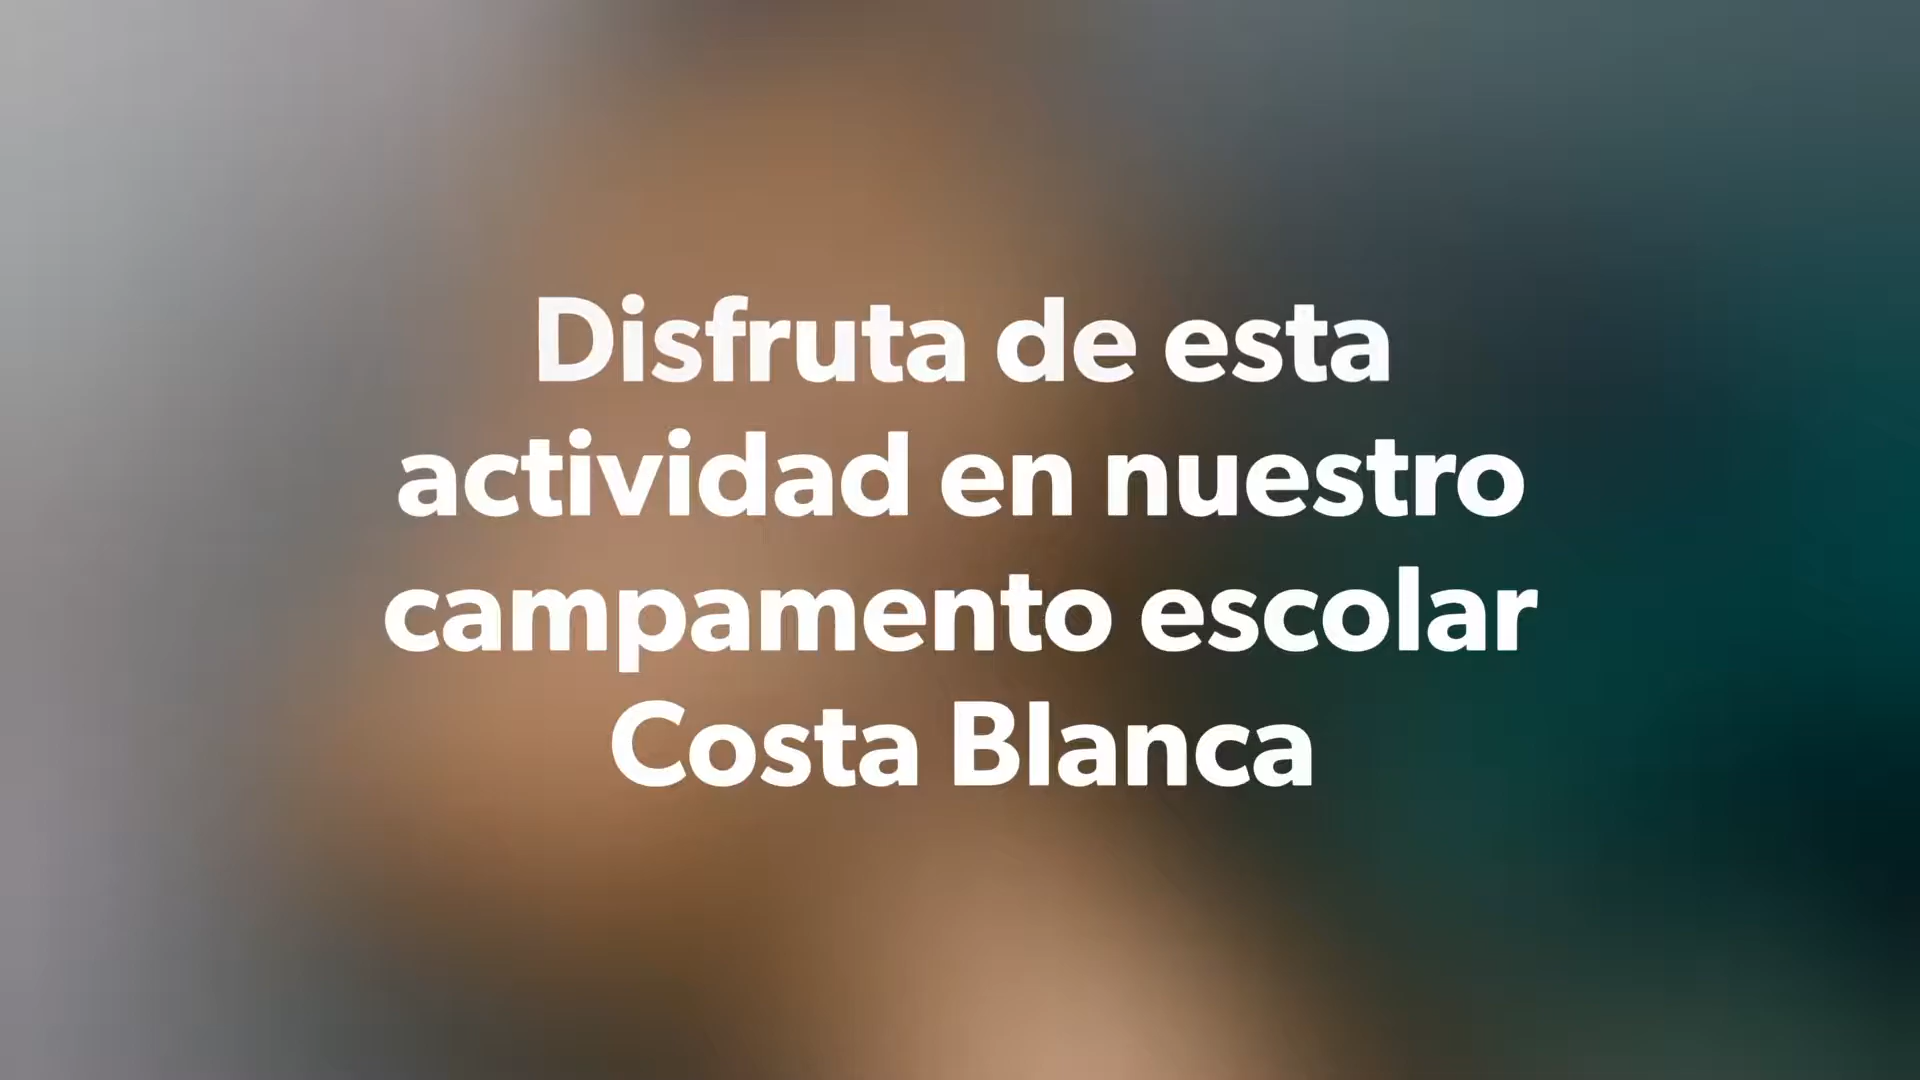 Disfruta de esta
actividad en nuestro
campamento escolar
Costa Blanca